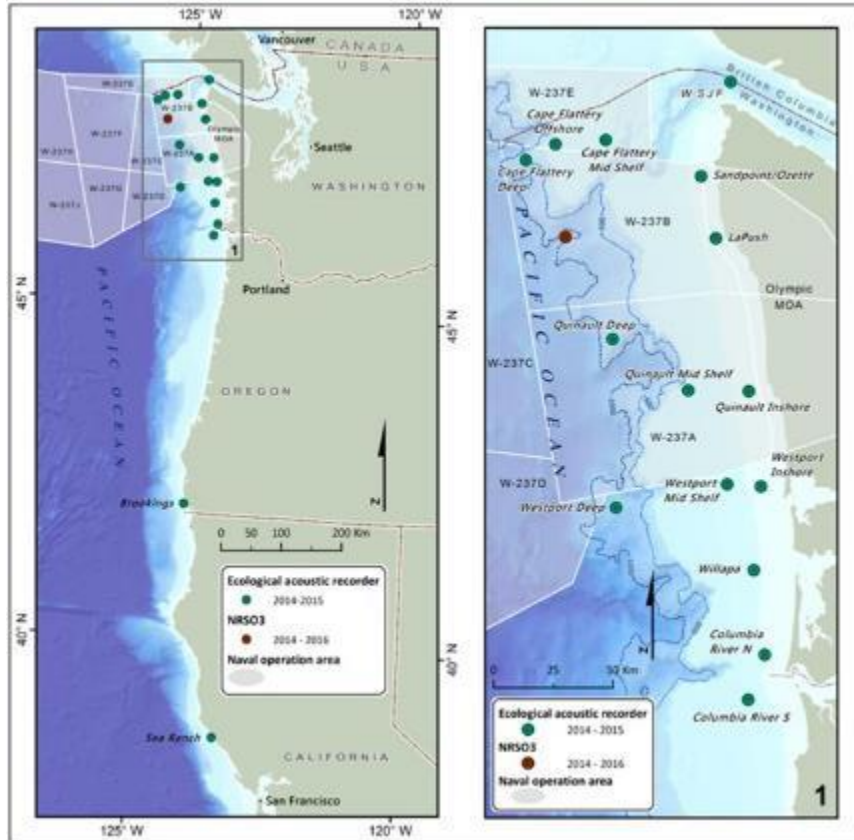 125° W
120° W
Vancouver
CANADA
U.S.A
W-237E
W-237B
W-237F
Olympic
MOA
W-237A
Seattle
W-237C
W-237H
WASHINGTON
W-237J
W-237G
W-237D
1
Portland
45° N
45° N
PACIFIC OCEAN
OREGON
N
Brookings
0 50 100 200 Km
Ecological acoustic recorder
2014-2015
NRSO3
2014 - 2016
Naval operation area
40° N
40° N
Sea Ranch
CALIFORNIA
San Francisco
125° W
120° W
W-237E
Cape Flattery
Offshore
W-SJF
British Columbia
Washington
Cape Flattery
Mid Shelf
Cape Flattery
Deep
Sandpoint/Ozette
W-237B
LaPush
PACIFIC OCEAN
Olympic
MOA
Quinault Deep
W-237C
Quinault Mid Shelf
Quinault Inshore
W-237A
Westport
Inshore
W-237D
Westport
Mid Shelf
Westport Deep
Willapa
N
Columbia
River N
0 25 50 Km
Columbia River S
Ecological acoustic recorder
2014 - 2015
NRSO3
2014 - 2016
Naval operation area
1